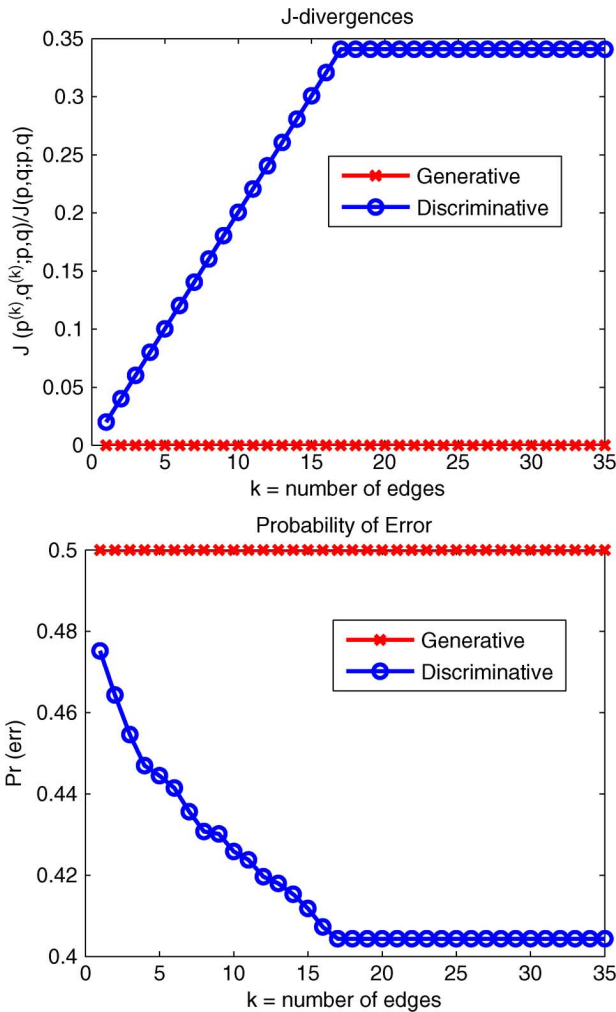 J-divergences
J (p(k),q(k);p,q)/J(p,q;p,q)
0.35
0.3
0.25
0.2
0.15
0.1
0.05
0
Generative
Discriminative
0 5 10 15 20 25 30 35
k = number of edges
Probability of Error
Pr (err)
0.5
0.48
0.46
0.44
0.42
0.4
Generative
Discriminative
0 5 10 15 20 25 30 35
k = number of edges